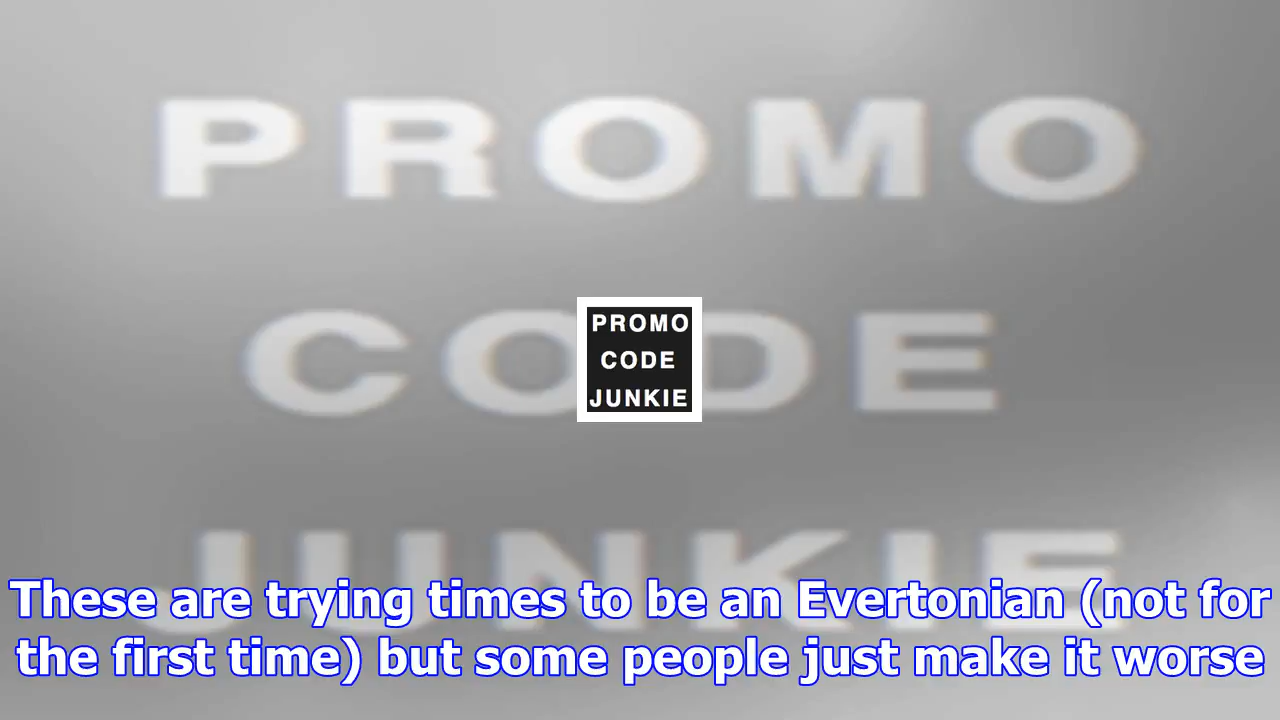 PROMO
CODE
JUNKIE
PROMO
CODE
JUNKIE
These are trying times to be an Evertonian (not for
the first time) but some people just make it worse